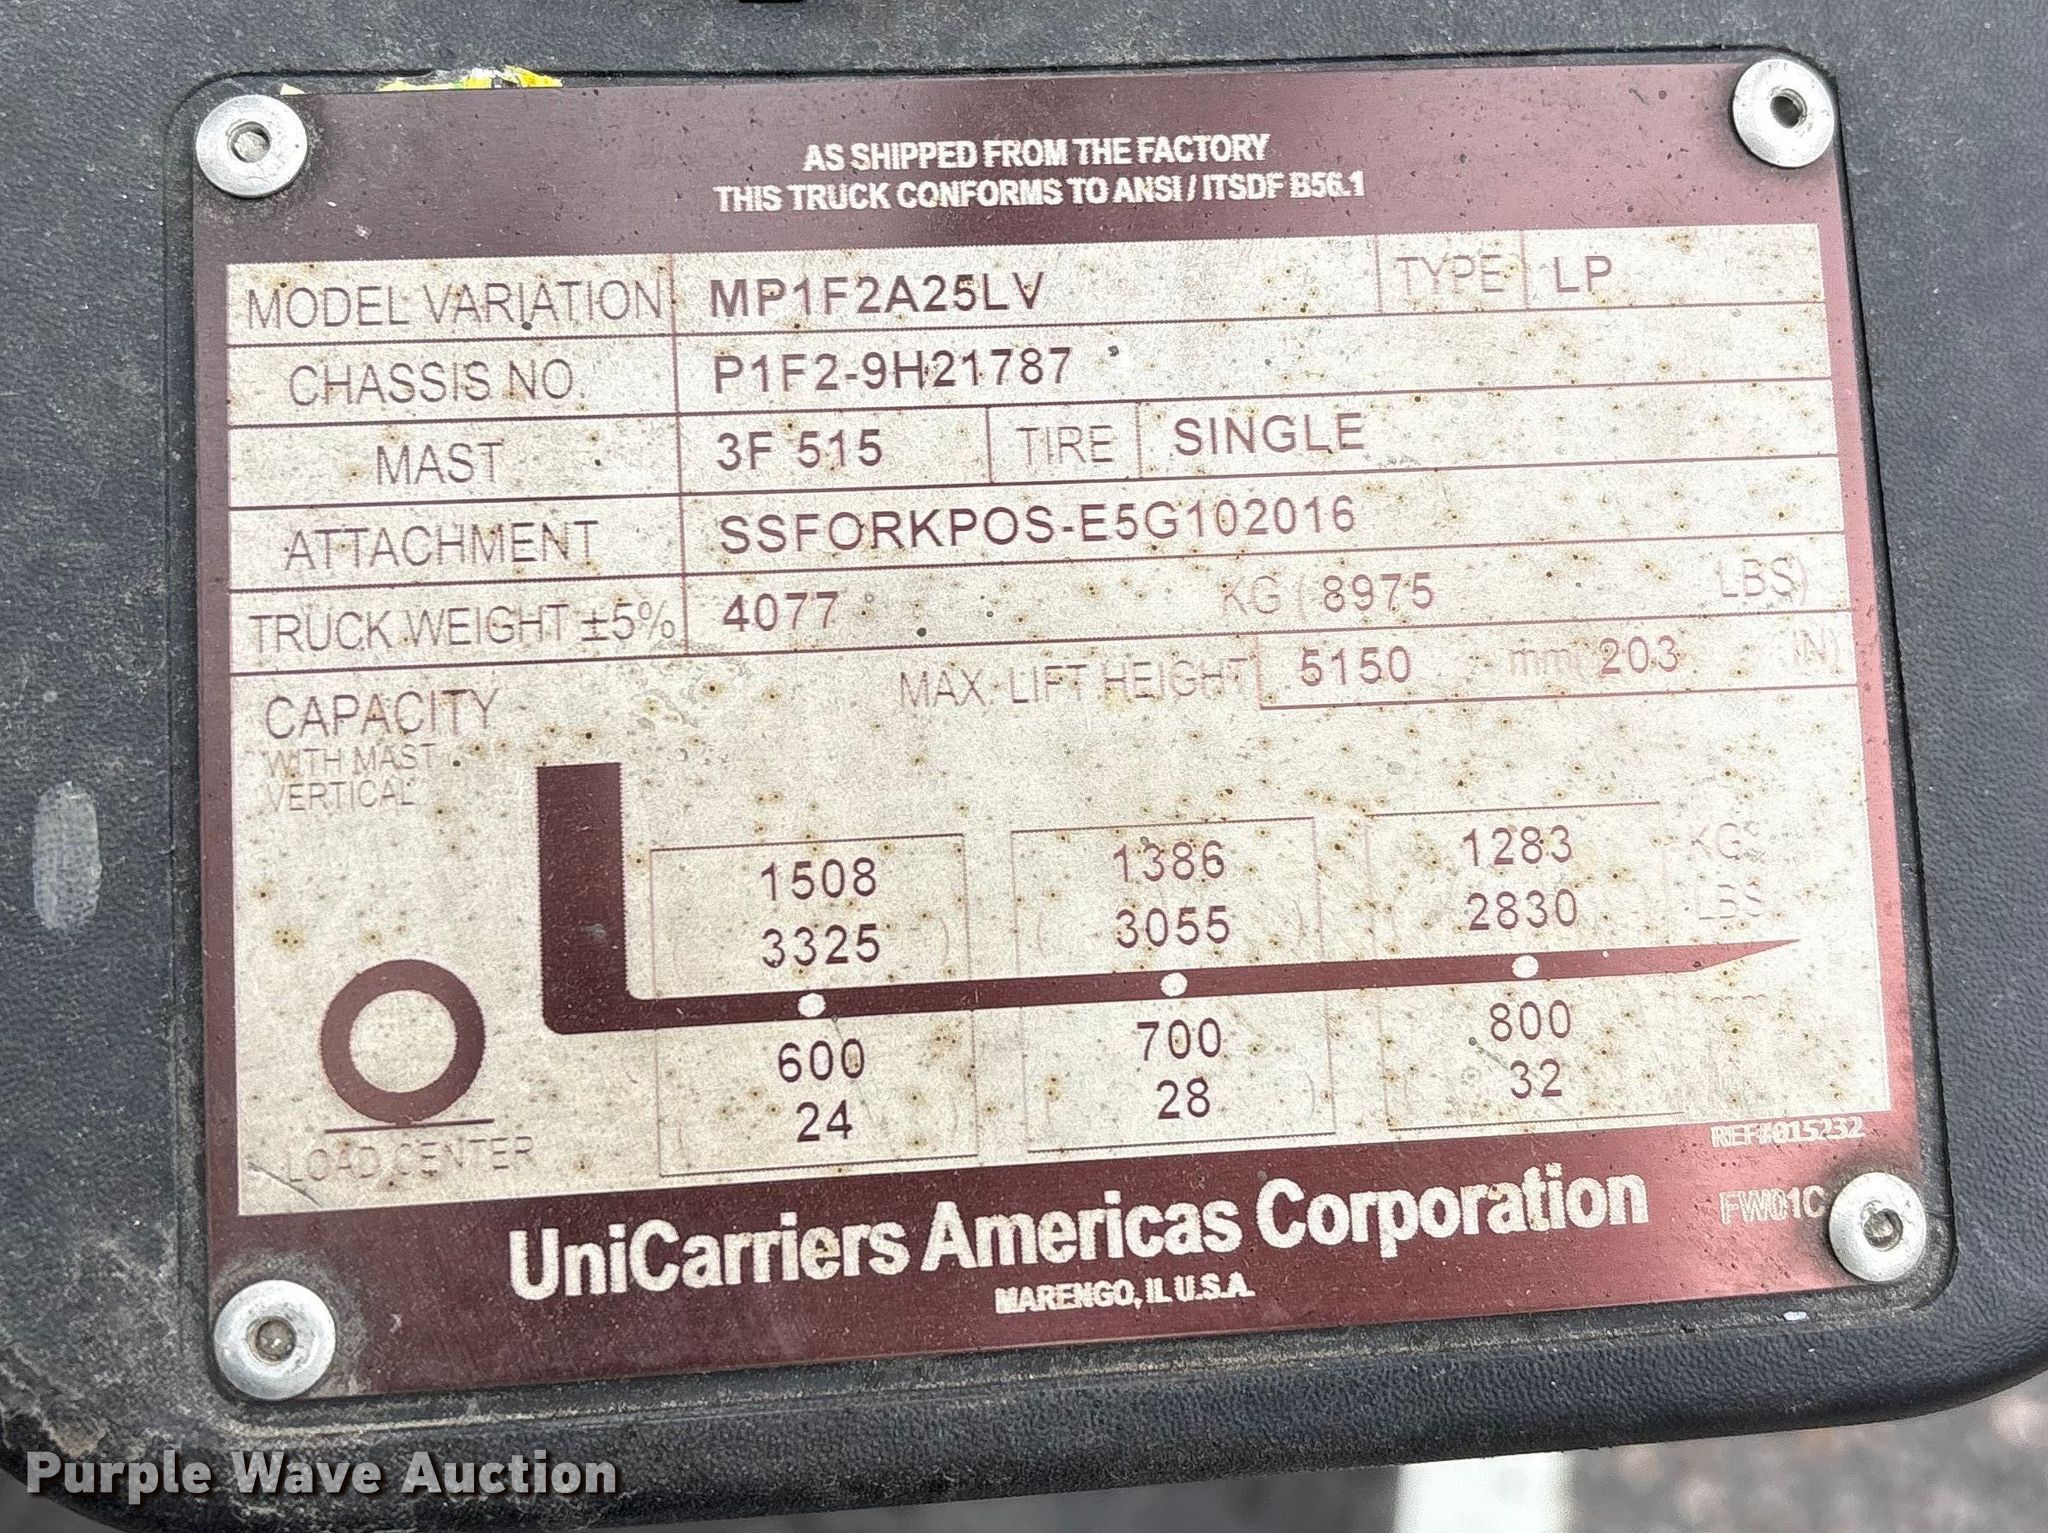 AS SHIPPED FROM THE FACTORY
THIS TRUCK CONFORMS TO ANSI / ITSDF B56.1
MODEL VARIATION MP1F2A25LV TYPE LP
CHASSIS NO. P1F2-9H21787
MAST 3F 515 TIRE SINGLE
ATTACHMENT SSFORKPOS-E5G102016
TRUCK WEIGHT ±5% 4077 KG ( 8975 LBS)
MAX. LIFT HEIGHT 5150 mm( 203 (IN)
CAPACITY
WITH MAST
VERTICAL
1508 1386 1283 KGS
( 3325 ) ( 3055 ) ( 2830 LBS
600 700 800 mm
( 24 ) ( 28 ) ( 32
LOAD CENTER
REF#815232
UniCarriers Americas Corporation FW01C
MARENGO, IL U.S.A.
Purple Wave Auction